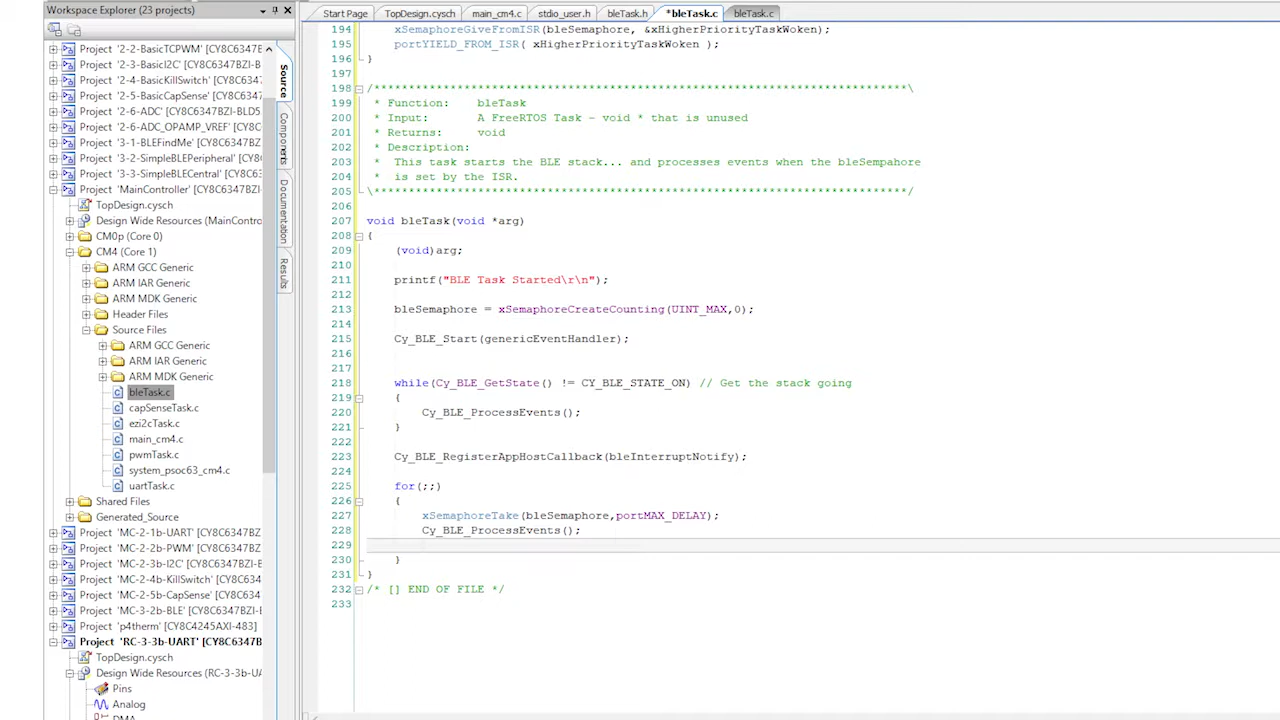 Workspace Explorer (23 projects)
Project '2-2-BasicTCPWM' [CY8C6347BZI
Project '2-3-BasicI2C' [CY8C6347BZI-B
Project '2-4-BasicKillSwitch' [CY8C634
Project '2-5-BasicCapSense' [CY8C634
Project '2-6-ADC' [CY8C6347BZI-BLD5
Project '2-6-ADC_OPAMP_VREF' [CY8C
Project '3-1-BLEFindMe' [CY8C6347BZI
Project '3-2-SimpleBLEPeripheral' [CY8C
Project '3-3-SimpleBLECentral' [CY8C63
Project 'MainController' [CY8C6347BZI-
TopDesign.cysch
Design Wide Resources (MainContro
CM0p (Core 0)
CM4 (Core 1)
ARM GCC Generic
ARM IAR Generic
ARM MDK Generic
Header Files
Source Files
ARM GCC Generic
ARM IAR Generic
ARM MDK Generic
bleTask.c
capSenseTask.c
ezi2cTask.c
main_cm4.c
pwmTask.c
system_psoc63_cm4.c
uartTask.c
Shared Files
Generated_Source
Project 'MC-2-1b-UART' [CY8C6347BZ
Project 'MC-2-2b-PWM' [CY8C6347BZI
Project 'MC-2-3b-I2C' [CY8C6347BZI-B
Project 'MC-2-4b-KillSwitch' [CY8C634
Project 'MC-2-5b-CapSense' [CY8C634
Project 'MC-3-2b-BLE' [CY8C6347BZI-E
Project 'p4therm' [CY8C4245AXI-483]
Project 'RC-3-3b-UART' [CY8C6347B
TopDesign.cysch
Design Wide Resources (RC-3-3b-UA
Pins
Analog
DMA
Source
Components
Documentation
Results
Start Page TopDesign.cysch main_cm4.c stdio_user.h bleTask.h *bleTask.c bleTask.c
194 xSemaphoreGiveFromISR(bleSemaphore, &xHigherPriorityTaskWoken);
195 portYIELD_FROM_ISR( xHigherPriorityTaskWoken );
196 }
197
198 /*****************************************************************************\
199 * Function: bleTask
200 * Input: A FreeRTOS Task - void * that is unused
201 * Returns: void
202 * Description:
203 * This task starts the BLE stack... and processes events when the bleSempahore
204 * is set by the ISR.
205 \*****************************************************************************/
206
207 void bleTask(void *arg)
208 {
209 (void)arg;
210
211 printf("BLE Task Started\r\n");
212
213 bleSemaphore = xSemaphoreCreateCounting(UINT_MAX,0);
214
215 Cy_BLE_Start(genericEventHandler);
216
217
218 while(Cy_BLE_GetState() != CY_BLE_STATE_ON) // Get the stack going
219 {
220 Cy_BLE_ProcessEvents();
221 }
222
223 Cy_BLE_RegisterAppHostCallback(bleInterruptNotify);
224
225 for(;;)
226 {
227 xSemaphoreTake(bleSemaphore,portMAX_DELAY);
228 Cy_BLE_ProcessEvents();
229
230 }
231 }
232 /* [] END OF FILE */
233